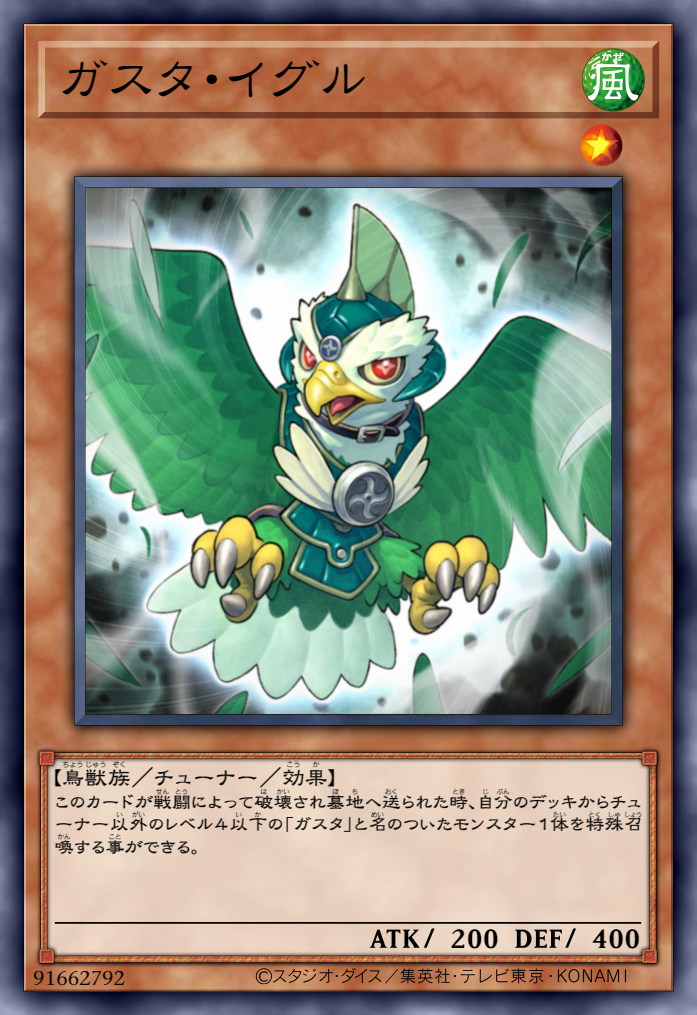 ガスタ・イグル
風
かぜ
【鳥獣族／チューナー／効果】
このカードが戦闘によって破壊され墓地へ送られた時、自分のデッキからチュ
ーナー以外のレベル４以下の「ガスタ」と名のついたモンスター１体を特殊召
喚する事ができる。
ATK/ 200 DEF/ 400
91662792 ©スタジオ・ダイス／集英社・テレビ東京・KONAMI